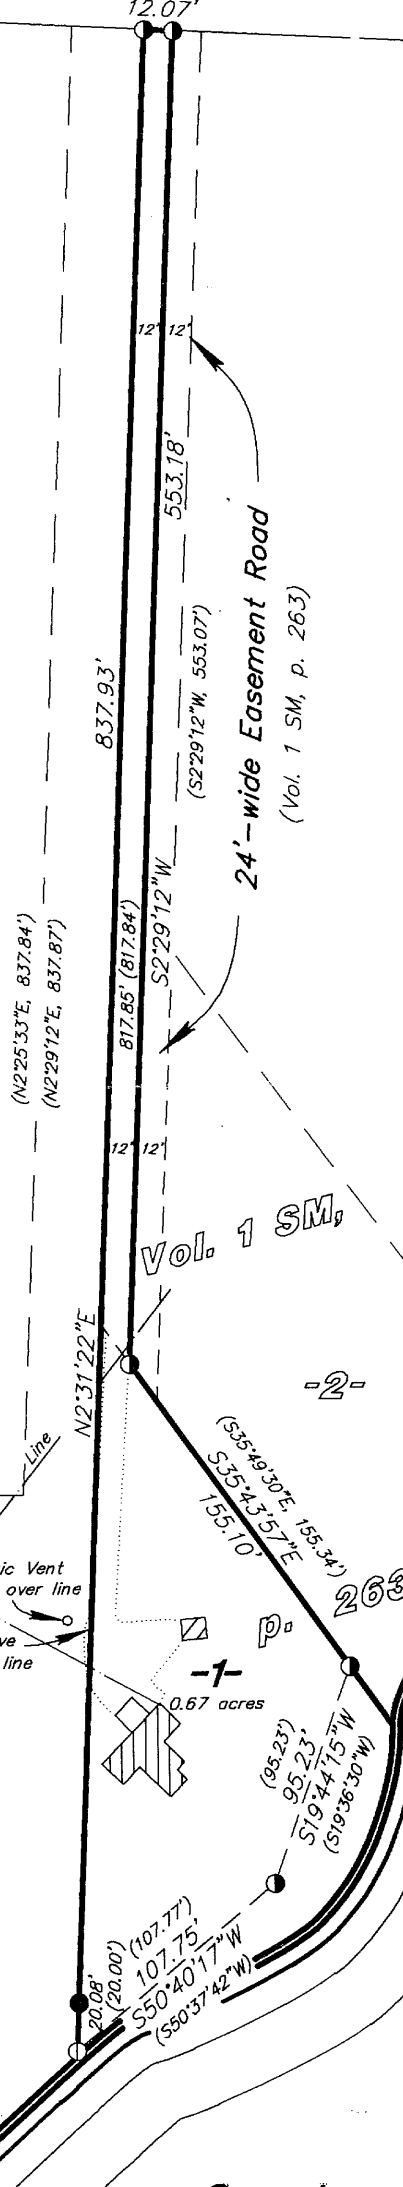 12.07'
12' 12'
553.18'
24'-wide Easement Road
(Vol. 1 SM, p. 263)
(S2°29'12"W, 553.07')
837.93'
S2°29'12"W
817.85' (817.84')
(N2°25'33"E, 837.84')
(N2°29'12"E, 837.87')
12' 12'
Vol. 1 SM,
N2°31'22"E
-2-
Line
(S35°49'30"E, 155.34')
S35°43'57"E
155.10'
ic Vent
over line
ve
line
p. 263
-1-
0.67 acres
(95.23')
95.23'
S19°44'15"W
(S19°36'30"W)
(107.77')
107.75'
S50°40'17"W
(S50°37'42"W)
20.08'
(20.00')